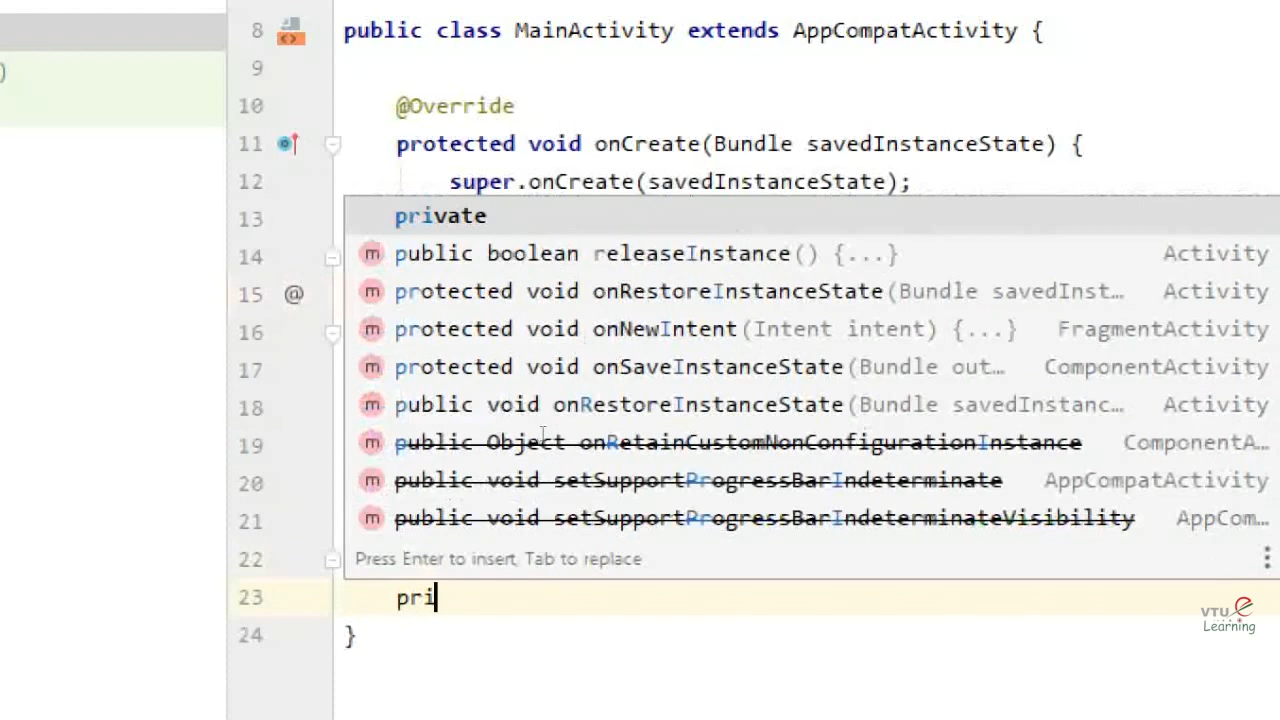 )
8 public class MainActivity extends AppCompatActivity {
9
10 @Override
11 protected void onCreate(Bundle savedInstanceState) {
12 super.onCreate(savedInstanceState);
13 private
14 m public boolean releaseInstance() {...} Activity
15 @ m protected void onRestoreInstanceState(Bundle savedInst… Activity
16 m protected void onNewIntent(Intent intent) {...} FragmentActivity
17 m protected void onSaveInstanceState(Bundle out… ComponentActivity
18 m public void onRestoreInstanceState(Bundle savedInstanc… Activity
19 m public Object onRetainCustomNonConfigurationInstance ComponentA…
20 m public void setSupportProgressBarIndeterminate AppCompatActivity
21 m public void setSupportProgressBarIndeterminateVisibility AppCom…
22 Press Enter to insert, Tab to replace
23 pri
24 }
VTU e
Learning